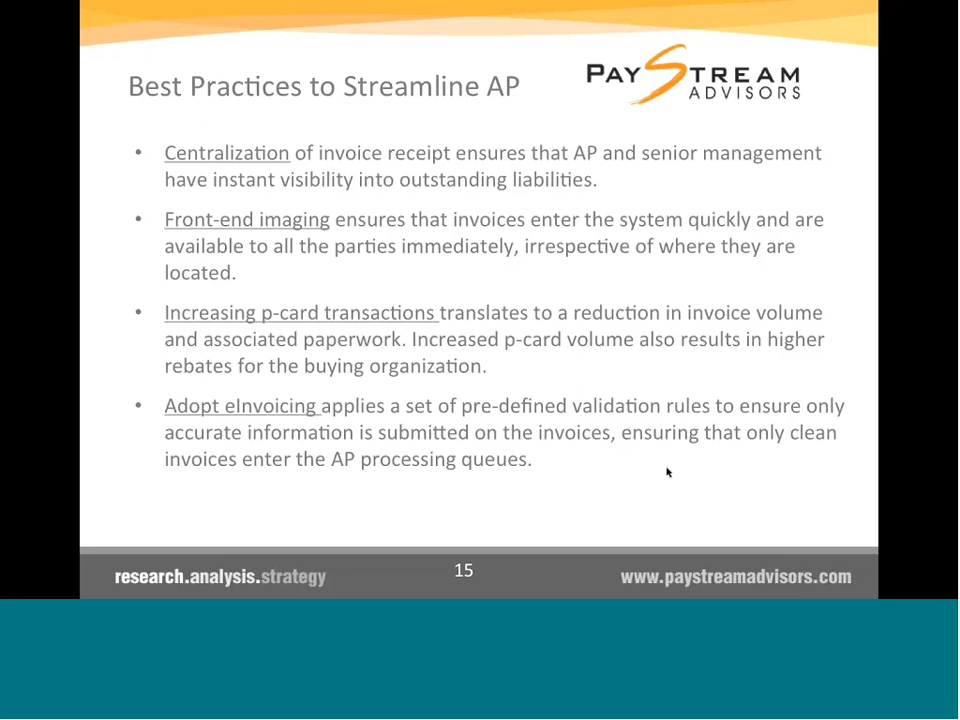 Best Practices to Streamline AP
PAYSTREAM
ADVISORS
• Centralization of invoice receipt ensures that AP and senior management
have instant visibility into outstanding liabilities.
• Front-end imaging ensures that invoices enter the system quickly and are
available to all the parties immediately, irrespective of where they are
located.
• Increasing p-card transactions translates to a reduction in invoice volume
and associated paperwork. Increased p-card volume also results in higher
rebates for the buying organization.
• Adopt eInvoicing applies a set of pre-defined validation rules to ensure only
accurate information is submitted on the invoices, ensuring that only clean
invoices enter the AP processing queues.
research.analysis.strategy
15
www.paystreamadvisors.com